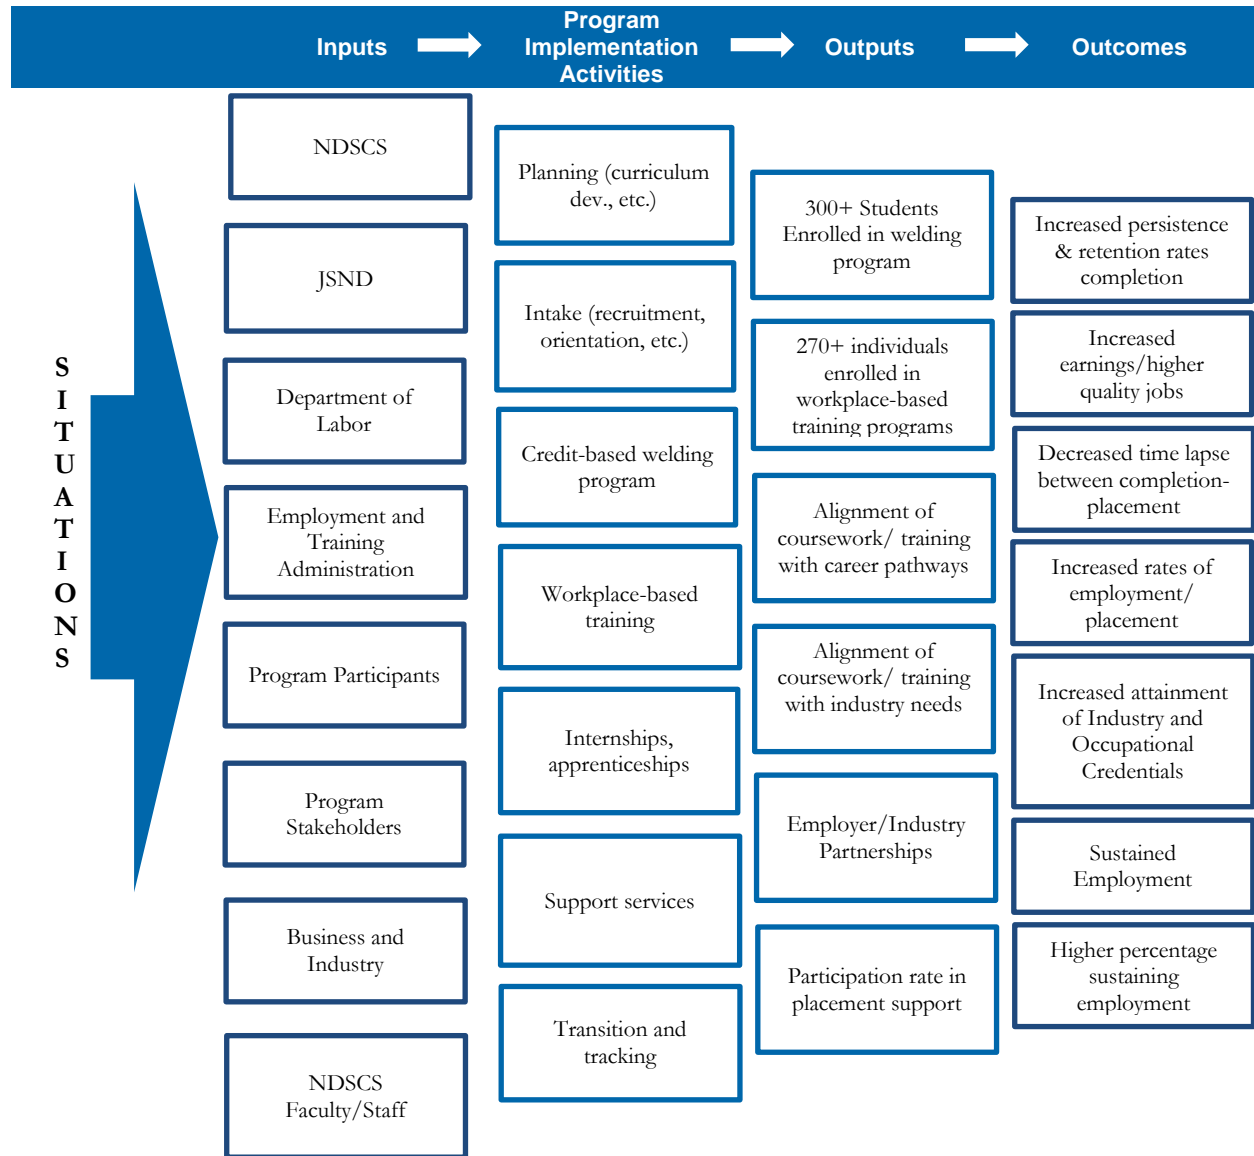 Inputs
Program
Implementation
Activities
Outputs
Outcomes
S
I
T
U
A
T
I
O
N
S
NDSCS
JSND
Department of
Labor
Employment and
Training
Administration
Program Participants
Program
Stakeholders
Business and
Industry
NDSCS
Faculty/Staff
Planning (curriculum
dev., etc.)
Intake (recruitment,
orientation, etc.)
Credit-based welding
program
Workplace-based
training
Internships,
apprenticeships
Support services
Transition and
tracking
300+ Students
Enrolled in welding
program
270+ individuals
enrolled in
workplace-based
training programs
Alignment of
coursework/ training
with career pathways
Alignment of
coursework/ training
with industry needs
Employer/Industry
Partnerships
Participation rate in
placement support
Increased persistence
& retention rates
completion
Increased
earnings/higher
quality jobs
Decreased time lapse
between completion-
placement
Increased rates of
employment/
placement
Increased attainment
of Industry and
Occupational
Credentials
Sustained
Employment
Higher percentage
sustaining
employment